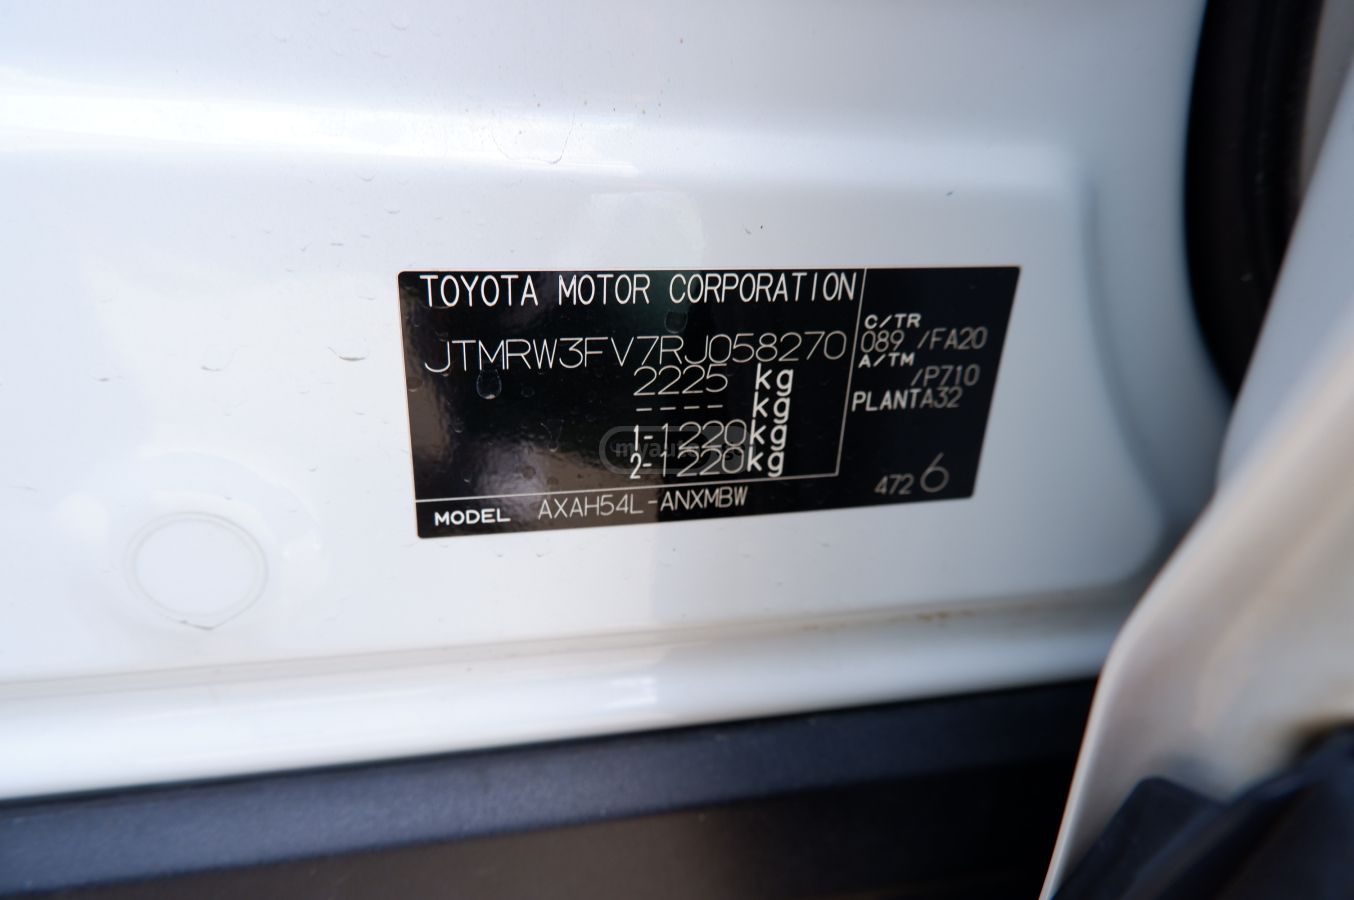 TOYOTA MOTOR CORPORATION
JTMRW3FV7RJ058270
2225 kg
---- kg
1-1220kg
2-1220kg
MODEL AXAH54L-ANXMBW
C/TR
089 /FA20
A/TM
/P710
PLANTA32
472 6